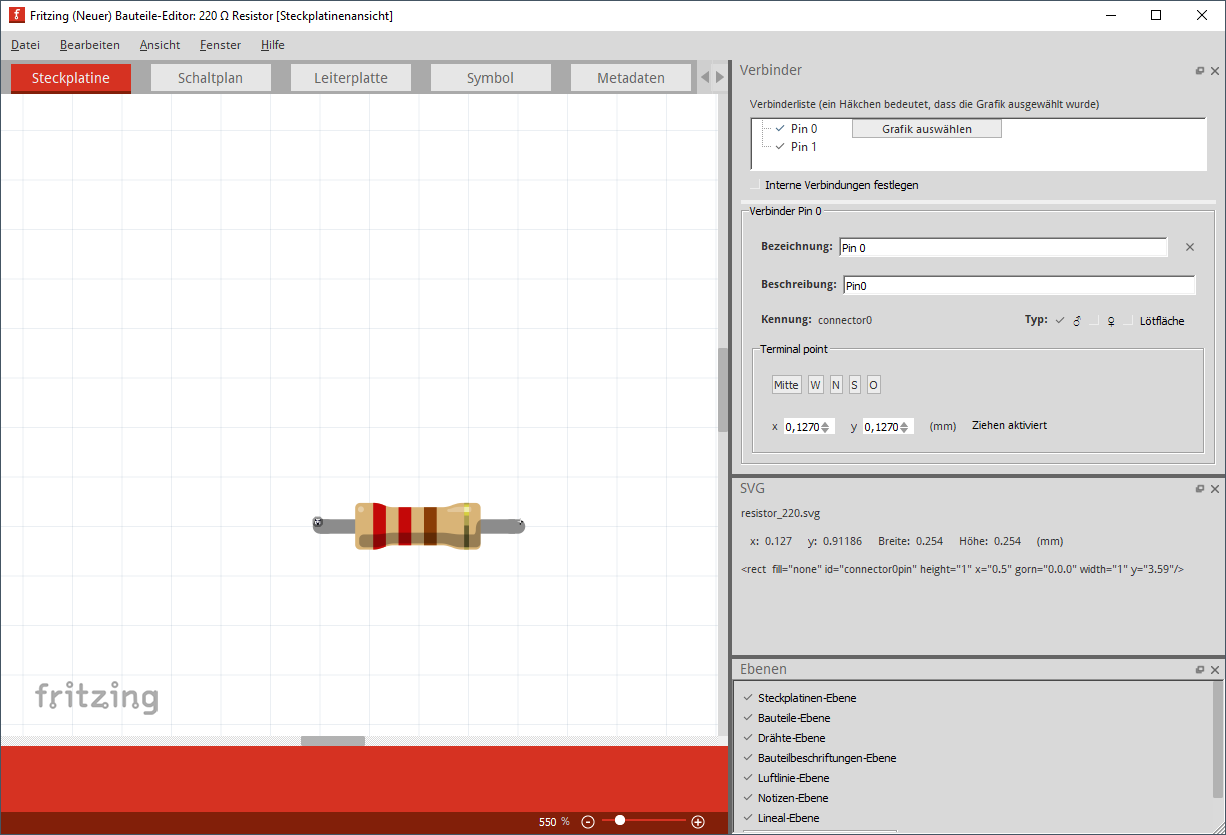 Fritzing (Neuer) Bauteile-Editor: 220 Ω Resistor [Steckplatinenansicht]
Datei Bearbeiten Ansicht Fenster Hilfe
Steckplatine Schaltplan Leiterplatte Symbol Metadaten
fritzing
550 %
Verbinder
Verbinderliste (ein Häkchen bedeutet, dass die Grafik ausgewählt wurde)
Pin 0 Grafik auswählen
Pin 1
Interne Verbindungen festlegen
Verbinder Pin 0
Bezeichnung: Pin 0
Beschreibung: Pin0
Kennung: connector0 Typ: ♂ ♀ Lötfläche
Terminal point
Mitte W N S O
x 0,1270 y 0,1270 (mm) Ziehen aktiviert
SVG
resistor_220.svg
x: 0.127 y: 0.91186 Breite: 0.254 Höhe: 0.254 (mm)
<rect fill="none" id="connector0pin" height="1" x="0.5" gorn="0.0.0" width="1" y="3.59"/>
Ebenen
Steckplatinen-Ebene
Bauteile-Ebene
Drähte-Ebene
Bauteilbeschriftungen-Ebene
Luftlinie-Ebene
Notizen-Ebene
Lineal-Ebene